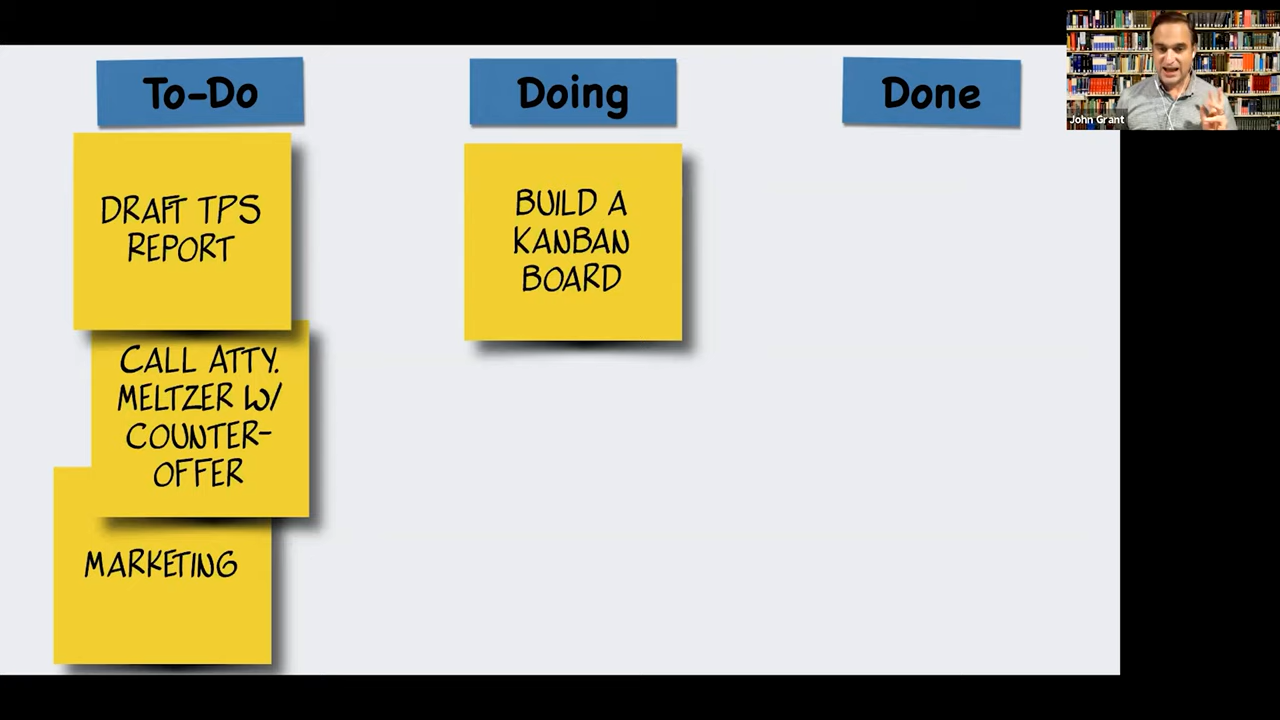 To-Do
Doing
Done
John Grant
DRAFT TPS
REPORT
BUILD A
KANBAN
BOARD
CALL ATTY.
MELTZER W/
COUNTER-
OFFER
MARKETING